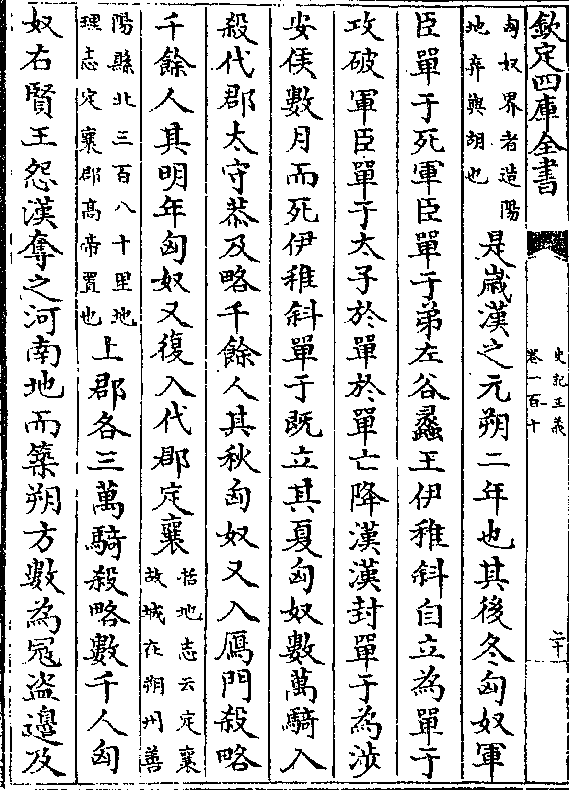 欽定四庫全書
史記正義
卷一百十
二十
匈奴界者造陽
地弃與胡也
是嵗漢之元朔二年也其後冬匈奴軍
臣單于死軍臣單于弟左谷蠡王伊稚斜自立為單于
攻破軍臣單于太子於單於單亡降漢漢封單于為渉
安侯數月而死伊稚斜單于既立其夏匈奴數萬騎入
殺代郡太守恭及略千餘人其秋匈奴又入鴈門殺略
千餘人其明年匈奴又復入代郡定襄
括地志云定襄
故城在朔州善
陽縣北三百八十里地
理志定襄郡髙帝置也
上郡各三萬騎殺略數千人匈
奴右賢王怨漢奪之河南地而築朔方數為冦盗邊及